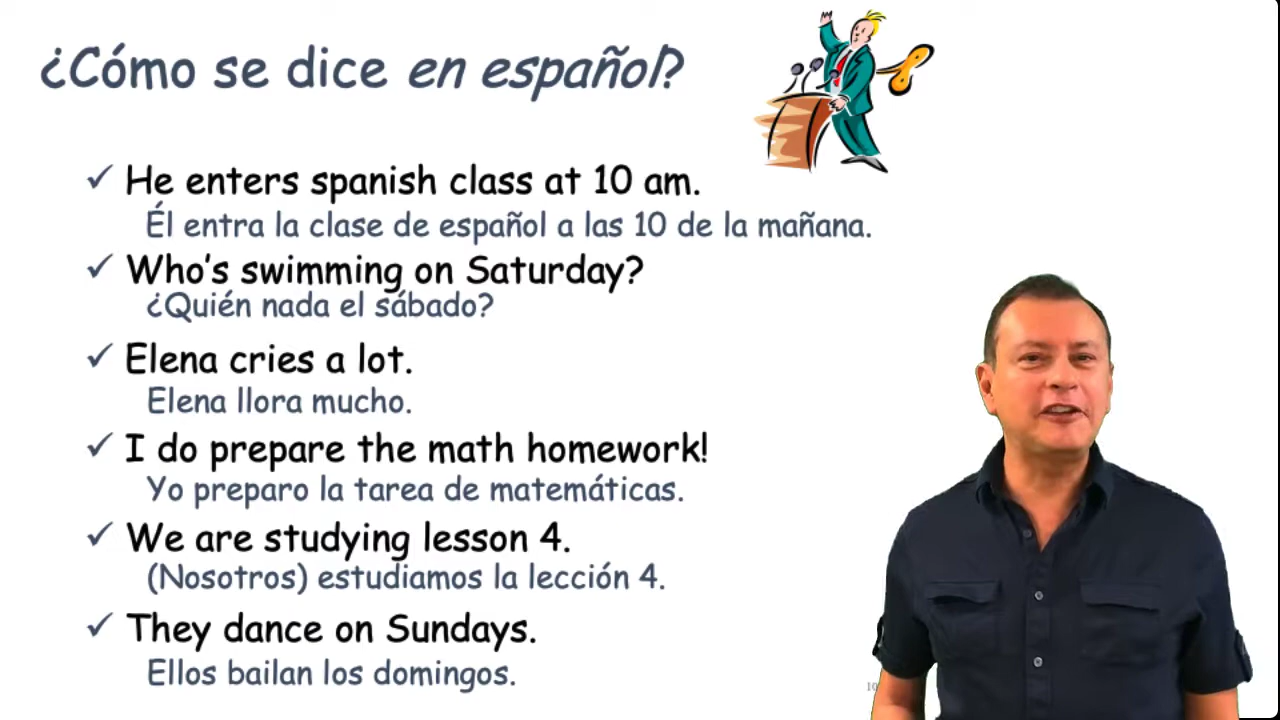 ¿Cómo se dice en español?
✓ He enters spanish class at 10 am.
Él entra la clase de español a las 10 de la mañana.
✓ Who's swimming on Saturday?
¿Quién nada el sábado?
✓ Elena cries a lot.
Elena llora mucho.
✓ I do prepare the math homework!
Yo preparo la tarea de matemáticas.
✓ We are studying lesson 4.
(Nosotros) estudiamos la lección 4.
✓ They dance on Sundays.
Ellos bailan los domingos.
10